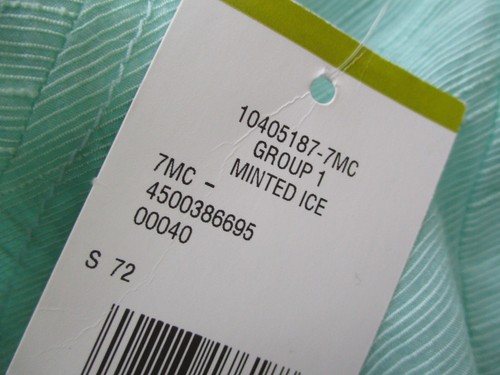 10405187-7MC
GROUP 1
7MC - MINTED ICE
4500386695
00040
S 72